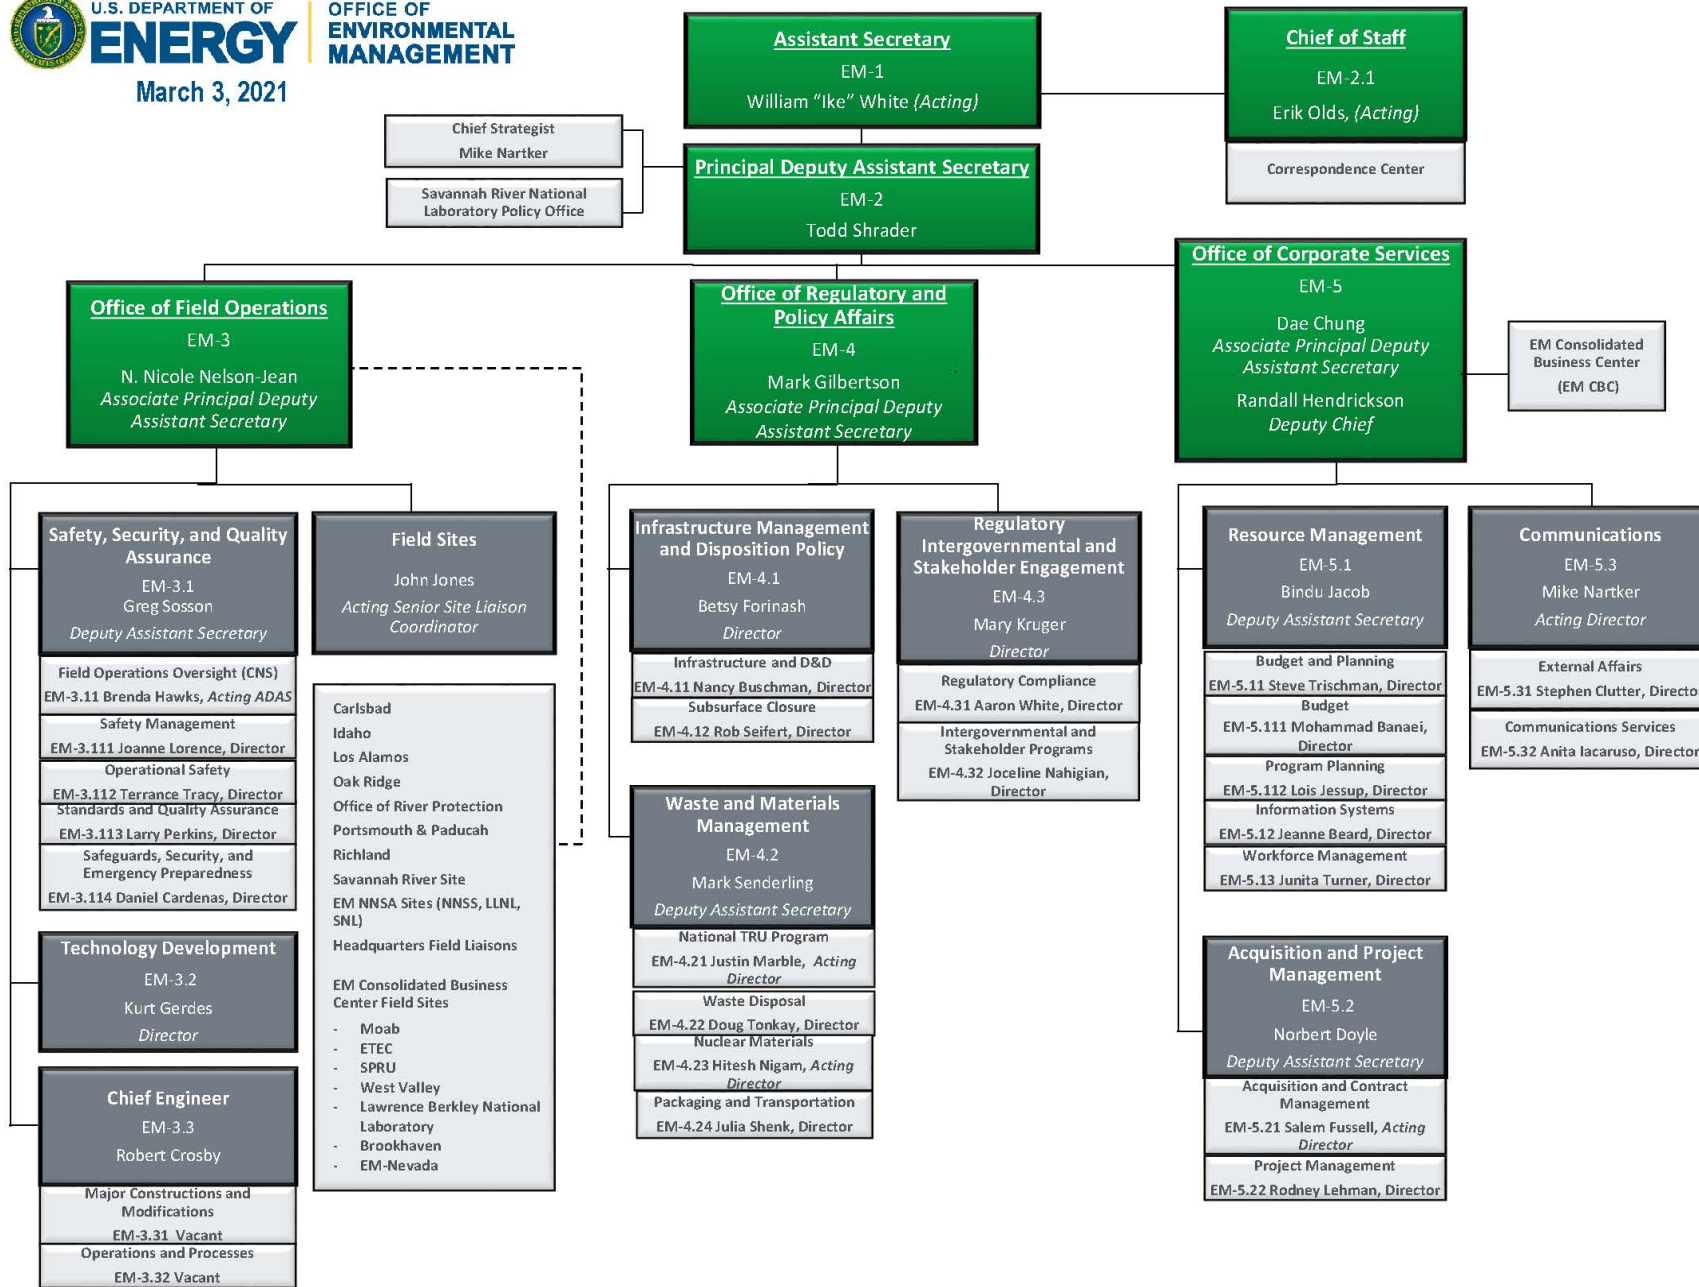 U.S. DEPARTMENT OF
ENERGY
OFFICE OF
ENVIRONMENTAL
MANAGEMENT
March 3, 2021
Assistant Secretary
EM-1
William “Ike” White (Acting)
Chief of Staff
EM-2.1
Erik Olds, (Acting)
Correspondence Center
Chief Strategist
Mike Nartker
Savannah River National
Laboratory Policy Office
Principal Deputy Assistant Secretary
EM-2
Todd Shrader
Office of Field Operations
EM-3
N. Nicole Nelson-Jean
Associate Principal Deputy
Assistant Secretary
Office of Regulatory and
Policy Affairs
EM-4
Mark Gilbertson
Associate Principal Deputy
Assistant Secretary
Office of Corporate Services
EM-5
Dae Chung
Associate Principal Deputy
Assistant Secretary
Randall Hendrickson
Deputy Chief
EM Consolidated
Business Center
(EM CBC)
Safety, Security, and Quality
Assurance
EM-3.1
Greg Sosson
Deputy Assistant Secretary
Field Operations Oversight (CNS)
EM-3.11 Brenda Hawks, Acting ADAS
Safety Management
EM-3.111 Joanne Lorence, Director
Operational Safety
EM-3.112 Terrance Tracy, Director
Standards and Quality Assurance
EM-3.113 Larry Perkins, Director
Safeguards, Security, and
Emergency Preparedness
EM-3.114 Daniel Cardenas, Director
Technology Development
EM-3.2
Kurt Gerdes
Director
Chief Engineer
EM-3.3
Robert Crosby
Major Constructions and
Modifications
EM-3.31 Vacant
Operations and Processes
EM-3.32 Vacant
Field Sites
John Jones
Acting Senior Site Liaison
Coordinator
Carlsbad
Idaho
Los Alamos
Oak Ridge
Office of River Protection
Portsmouth & Paducah
Richland
Savannah River Site
EM NNSA Sites (NNSS, LLNL,
SNL)
Headquarters Field Liaisons
EM Consolidated Business
Center Field Sites
- Moab
- ETEC
- SPRU
- West Valley
- Lawrence Berkley National
Laboratory
- Brookhaven
- EM-Nevada
Infrastructure Management
and Disposition Policy
EM-4.1
Betsy Forinash
Director
Infrastructure and D&D
EM-4.11 Nancy Buschman, Director
Subsurface Closure
EM-4.12 Rob Seifert, Director
Waste and Materials
Management
EM-4.2
Mark Senderling
Deputy Assistant Secretary
National TRU Program
EM-4.21 Justin Marble, Acting
Director
Waste Disposal
EM-4.22 Doug Tonkay, Director
Nuclear Materials
EM-4.23 Hitesh Nigam, Acting
Director
Packaging and Transportation
EM-4.24 Julia Shenk, Director
Regulatory
Intergovernmental and
Stakeholder Engagement
EM-4.3
Mary Kruger
Director
Regulatory Compliance
EM-4.31 Aaron White, Director
Intergovernmental and
Stakeholder Programs
EM-4.32 Joceline Nahigian,
Director
Resource Management
EM-5.1
Bindu Jacob
Deputy Assistant Secretary
Budget and Planning
EM-5.11 Steve Trischman, Director
Budget
EM-5.111 Mohammad Banaei,
Director
Program Planning
EM-5.112 Lois Jessup, Director
Information Systems
EM-5.12 Jeanne Beard, Director
Workforce Management
EM-5.13 Junita Turner, Director
Acquisition and Project
Management
EM-5.2
Norbert Doyle
Deputy Assistant Secretary
Acquisition and Contract
Management
EM-5.21 Salem Fussell, Acting
Director
Project Management
EM-5.22 Rodney Lehman, Director
Communications
EM-5.3
Mike Nartker
Acting Director
External Affairs
EM-5.31 Stephen Clutter, Director
Communications Services
EM-5.32 Anita Iacaruso, Director